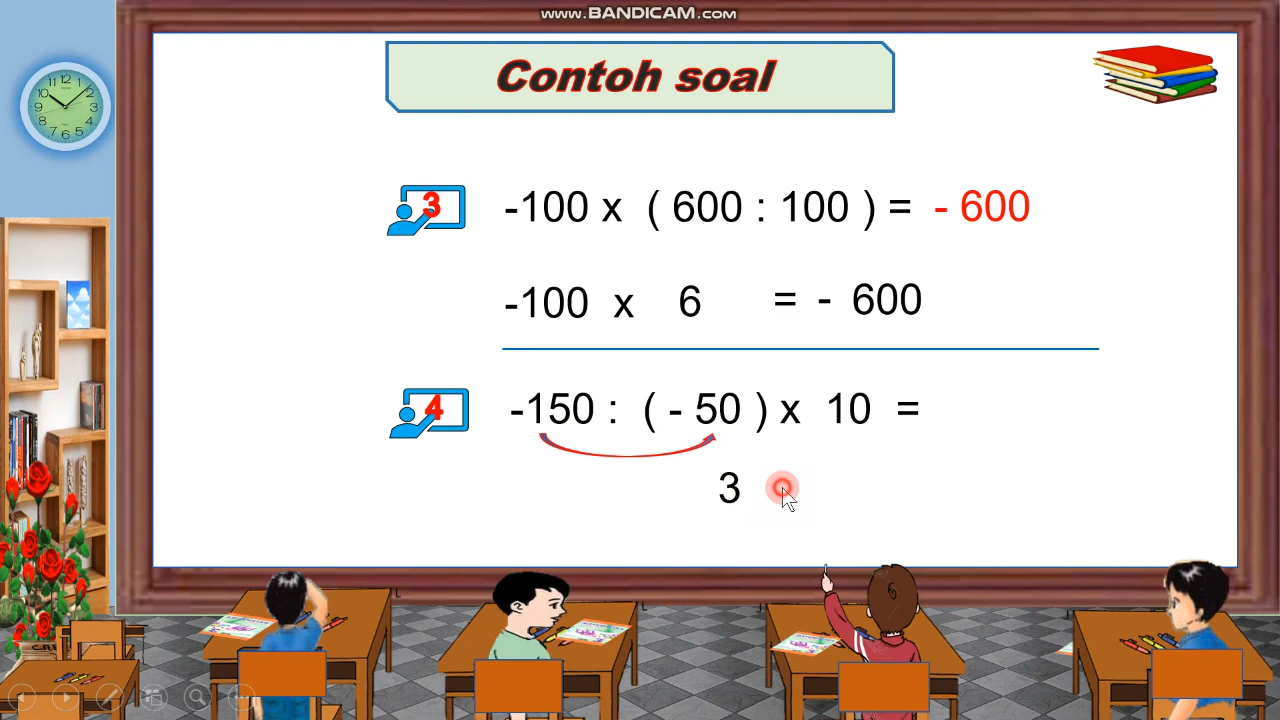 www.BANDICAM.com
Contoh soal
3 -100 x ( 600 : 100 ) = - 600
-100 x 6 = - 600
4 -150 : ( - 50 ) x 10 =
3